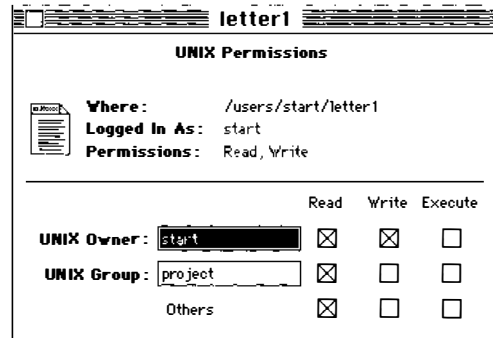 letter1
UNIX Permissions
Where: /users/start/letter1
Logged In As: start
Permissions: Read, Write
Read Write Execute
UNIX Owner: start
UNIX Group: project
Others